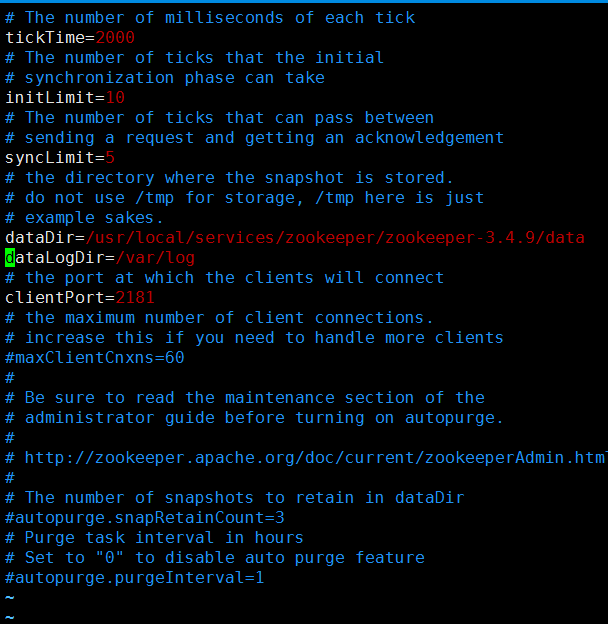 # The number of milliseconds of each tick
tickTime=2000
# The number of ticks that the initial
# synchronization phase can take
initLimit=10
# The number of ticks that can pass between
# sending a request and getting an acknowledgement
syncLimit=5
# the directory where the snapshot is stored.
# do not use /tmp for storage, /tmp here is just
# example sakes.
dataDir=/usr/local/services/zookeeper/zookeeper-3.4.9/data
dataLogDir=/var/log
# the port at which the clients will connect
clientPort=2181
# the maximum number of client connections.
# increase this if you need to handle more clients
#maxClientCnxns=60
#
# Be sure to read the maintenance section of the
# administrator guide before turning on autopurge.
#
# http://zookeeper.apache.org/doc/current/zookeeperAdmin.html
#
# The number of snapshots to retain in dataDir
#autopurge.snapRetainCount=3
# Purge task interval in hours
# Set to "0" to disable auto purge feature
#autopurge.purgeInterval=1
~
~